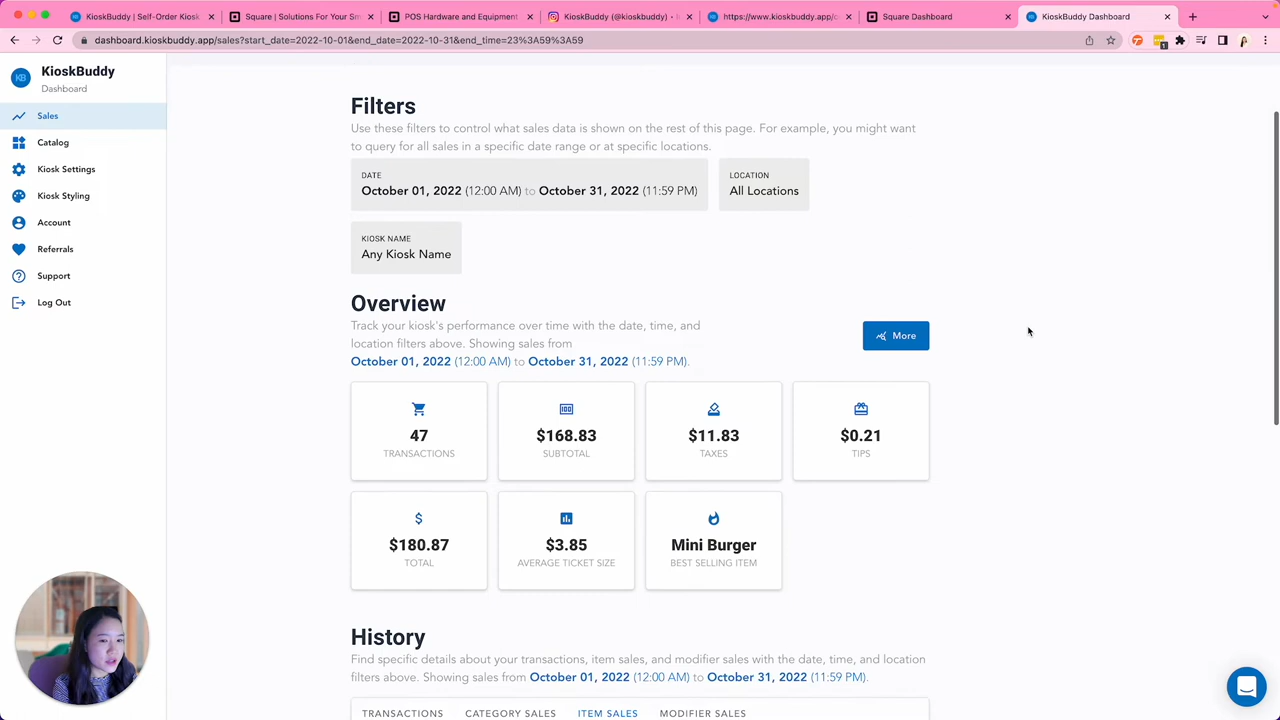 KioskBuddy | Self-Order Kiosk
Square | Solutions For Your Sm
POS Hardware and Equipment
KioskBuddy (@kioskbuddy) •
https://www.kioskbuddy.app/
Square Dashboard
KioskBuddy Dashboard
dashboard.kioskbuddy.app/sales?start_date=2022-10-01&end_date=2022-10-31&end_time=23%3A59%3A59
KB
KioskBuddy
Dashboard
Sales
Catalog
Kiosk Settings
Kiosk Styling
Account
Referrals
Support
Log Out
Filters
Use these filters to control what sales data is shown on the rest of this page. For example, you might want
to query for all sales in a specific date range or at specific locations.
DATE
October 01, 2022 (12:00 AM) to October 31, 2022 (11:59 PM)
LOCATION
All Locations
KIOSK NAME
Any Kiosk Name
Overview
Track your kiosk's performance over time with the date, time, and
location filters above. Showing sales from
October 01, 2022 (12:00 AM) to October 31, 2022 (11:59 PM).
More
47
TRANSACTIONS
$168.83
SUBTOTAL
$11.83
TAXES
$0.21
TIPS
$180.87
TOTAL
$3.85
AVERAGE TICKET SIZE
Mini Burger
BEST SELLING ITEM
History
Find specific details about your transactions, item sales, and modifier sales with the date, time, and location
filters above. Showing sales from October 01, 2022 (12:00 AM) to October 31, 2022 (11:59 PM).
TRANSACTIONS CATEGORY SALES ITEM SALES MODIFIER SALES